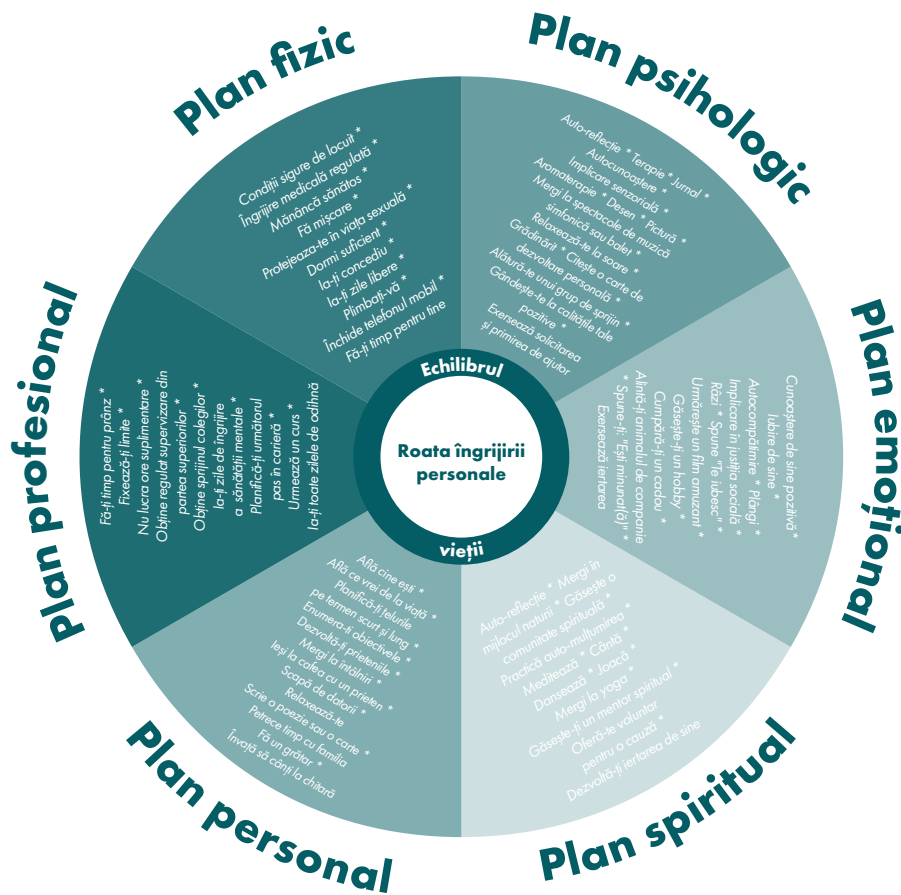 Plan fizic
Condiții sigure de locuit *
Îngrijire medicală regulată *
Mănâncă sănătos *
Fă mișcare *
Protejeaza-te în viața sexuală *
Dormi suficient *
Ia-ți concediu *
Ia-ți zile libere *
Plimbați-vă *
Închide telefonul mobil *
Fă-ți timp pentru tine
Plan psihologic
Auto-reflecție * Terapie * Jurnal *
Autocunoaștere *
Implicare senzorială *
Aromaterapie * Desen * Pictură *
Mergi la spectacole de muzică
simfonică sau balet *
Relaxează-te la soare *
Grădinărit * Citește o carte de
dezvoltare personală *
Alătură-te unui grup de sprijin *
Gândește-te la calitățile tale
pozitive *
Exersează solicitarea
și primirea de ajutor
Plan emoțional
Cunoaștere de sine pozitivă *
Iubire de sine *
Autocompătimire * Plângi *
Implicare în justiția socială *
Râzi * Spune "Te iubesc" *
Urmărește un film amuzant *
Găsește-ți un hobby *
Cumpără-ți un cadou *
Alintă-ți animalul de companie
* Spune-ți: "Ești minunat(ă)" *
Exersează iertarea
Plan spiritual
Auto-reflecție * Mergi în
mijlocul naturii * Găsește o
comunitate spirituală *
Practică auto-mulțumirea *
Meditează * Cântă *
Dansează * Joacă *
Mergi la yoga *
Găsește-ți un mentor spiritual *
Oferă-te voluntar
pentru o cauză *
Dezvoltă-ți iertarea de sine
Plan personal
Află cine ești *
Află ce vrei de la viață *
Planifică-ți țelurile
pe termen scurt și lung *
Enumera-ți obiectivele *
Dezvoltă-ți prieteniile *
Mergi la întâlniri *
Ieși la cafea cu un prieten *
Scapă de datorii *
Relaxează-te
Scrie o poezie sau o carte *
Petrece timp cu familia
Fă un grătar *
Învață să cânți la chitară
Plan profesional
Fă-ți timp pentru prânz *
Fixează-ți limite *
Nu lucra ore suplimentare *
Obține regulat supervizare din
partea superiorilor *
Obține sprijinul colegilor *
Ia-ți zile de îngrijire
a sănătății mentale *
Planifică-ți următorul
pas în carieră *
Urmează un curs *
Ia-ți toate zilele de odihnă
Echilibrul
Roata îngrijirii
personale
vieții